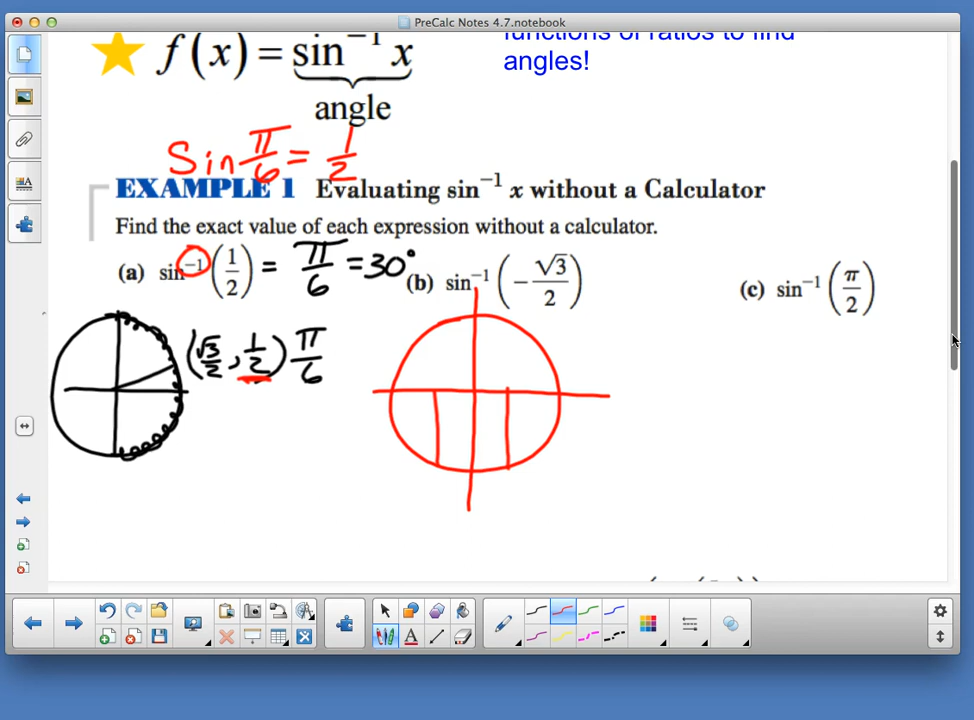 PreCalc Notes 4.7.notebook
f(x) = sin⁻¹ x
functions of ratios to find
angles!
angle
Sin π/6 = 1/2
EXAMPLE 1 Evaluating sin⁻¹ x without a Calculator
Find the exact value of each expression without a calculator.
(a) sin⁻¹(1/2) = π/6 = 30°
(b) sin⁻¹(-√3/2)
(c) sin⁻¹(π/2)
(√3/2, 1/2) π/6
A